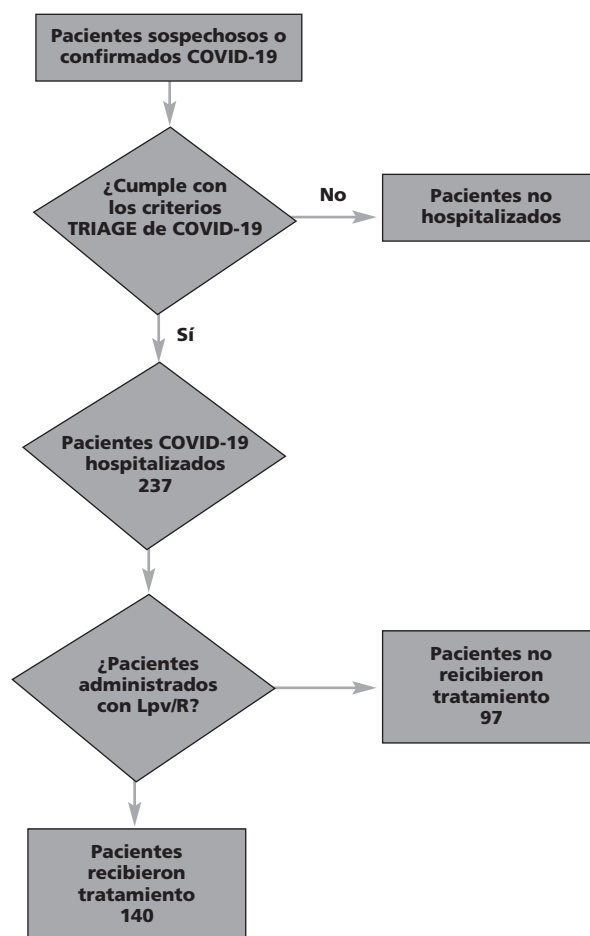 Pacientes sospechosos o
confirmados COVID-19
¿Cumple con
los criterios
TRIAGE de COVID-19
No
Pacientes no
hospitalizados
Sí
Pacientes COVID-19
hospitalizados
237
¿Pacientes
administrados
con Lpv/R?
Pacientes no
reicibieron
tratamiento
97
Pacientes
recibieron
tratamiento
140